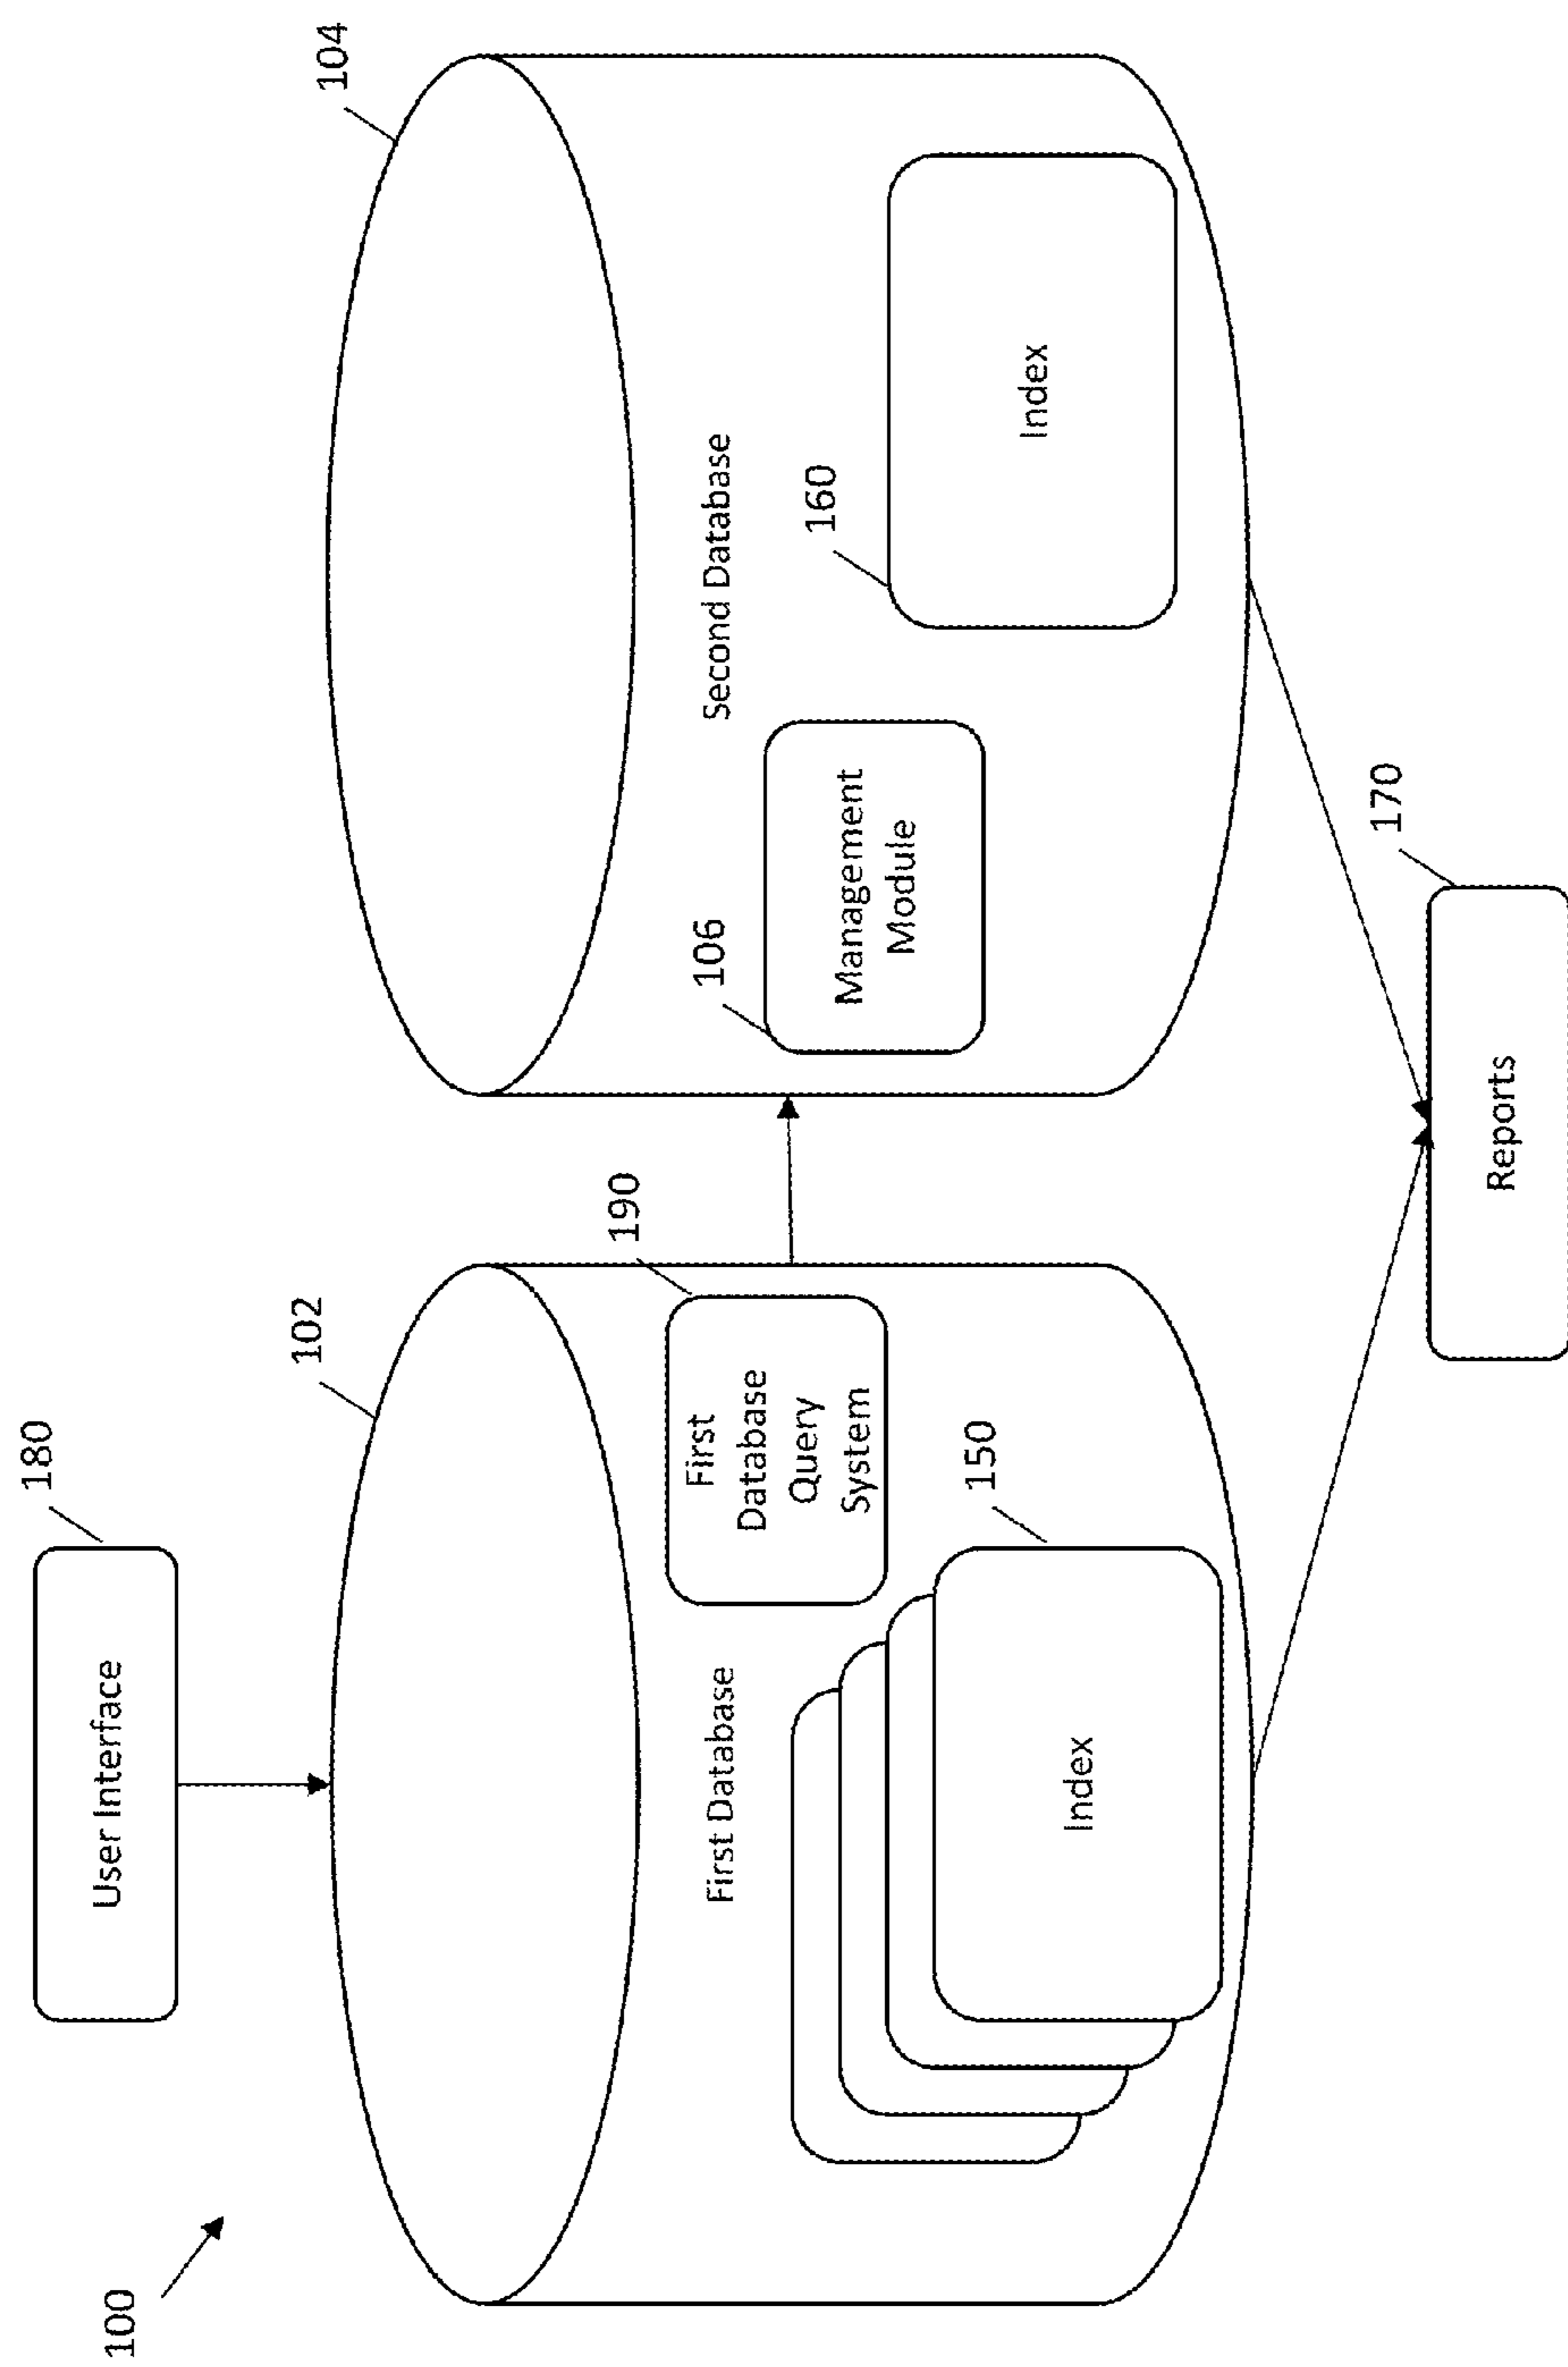 100
User Interface
180
102
First Database
First
Database
Query
System
190
Index
150
104
Second Database
106
Management
Module
160
Index
Reports
170